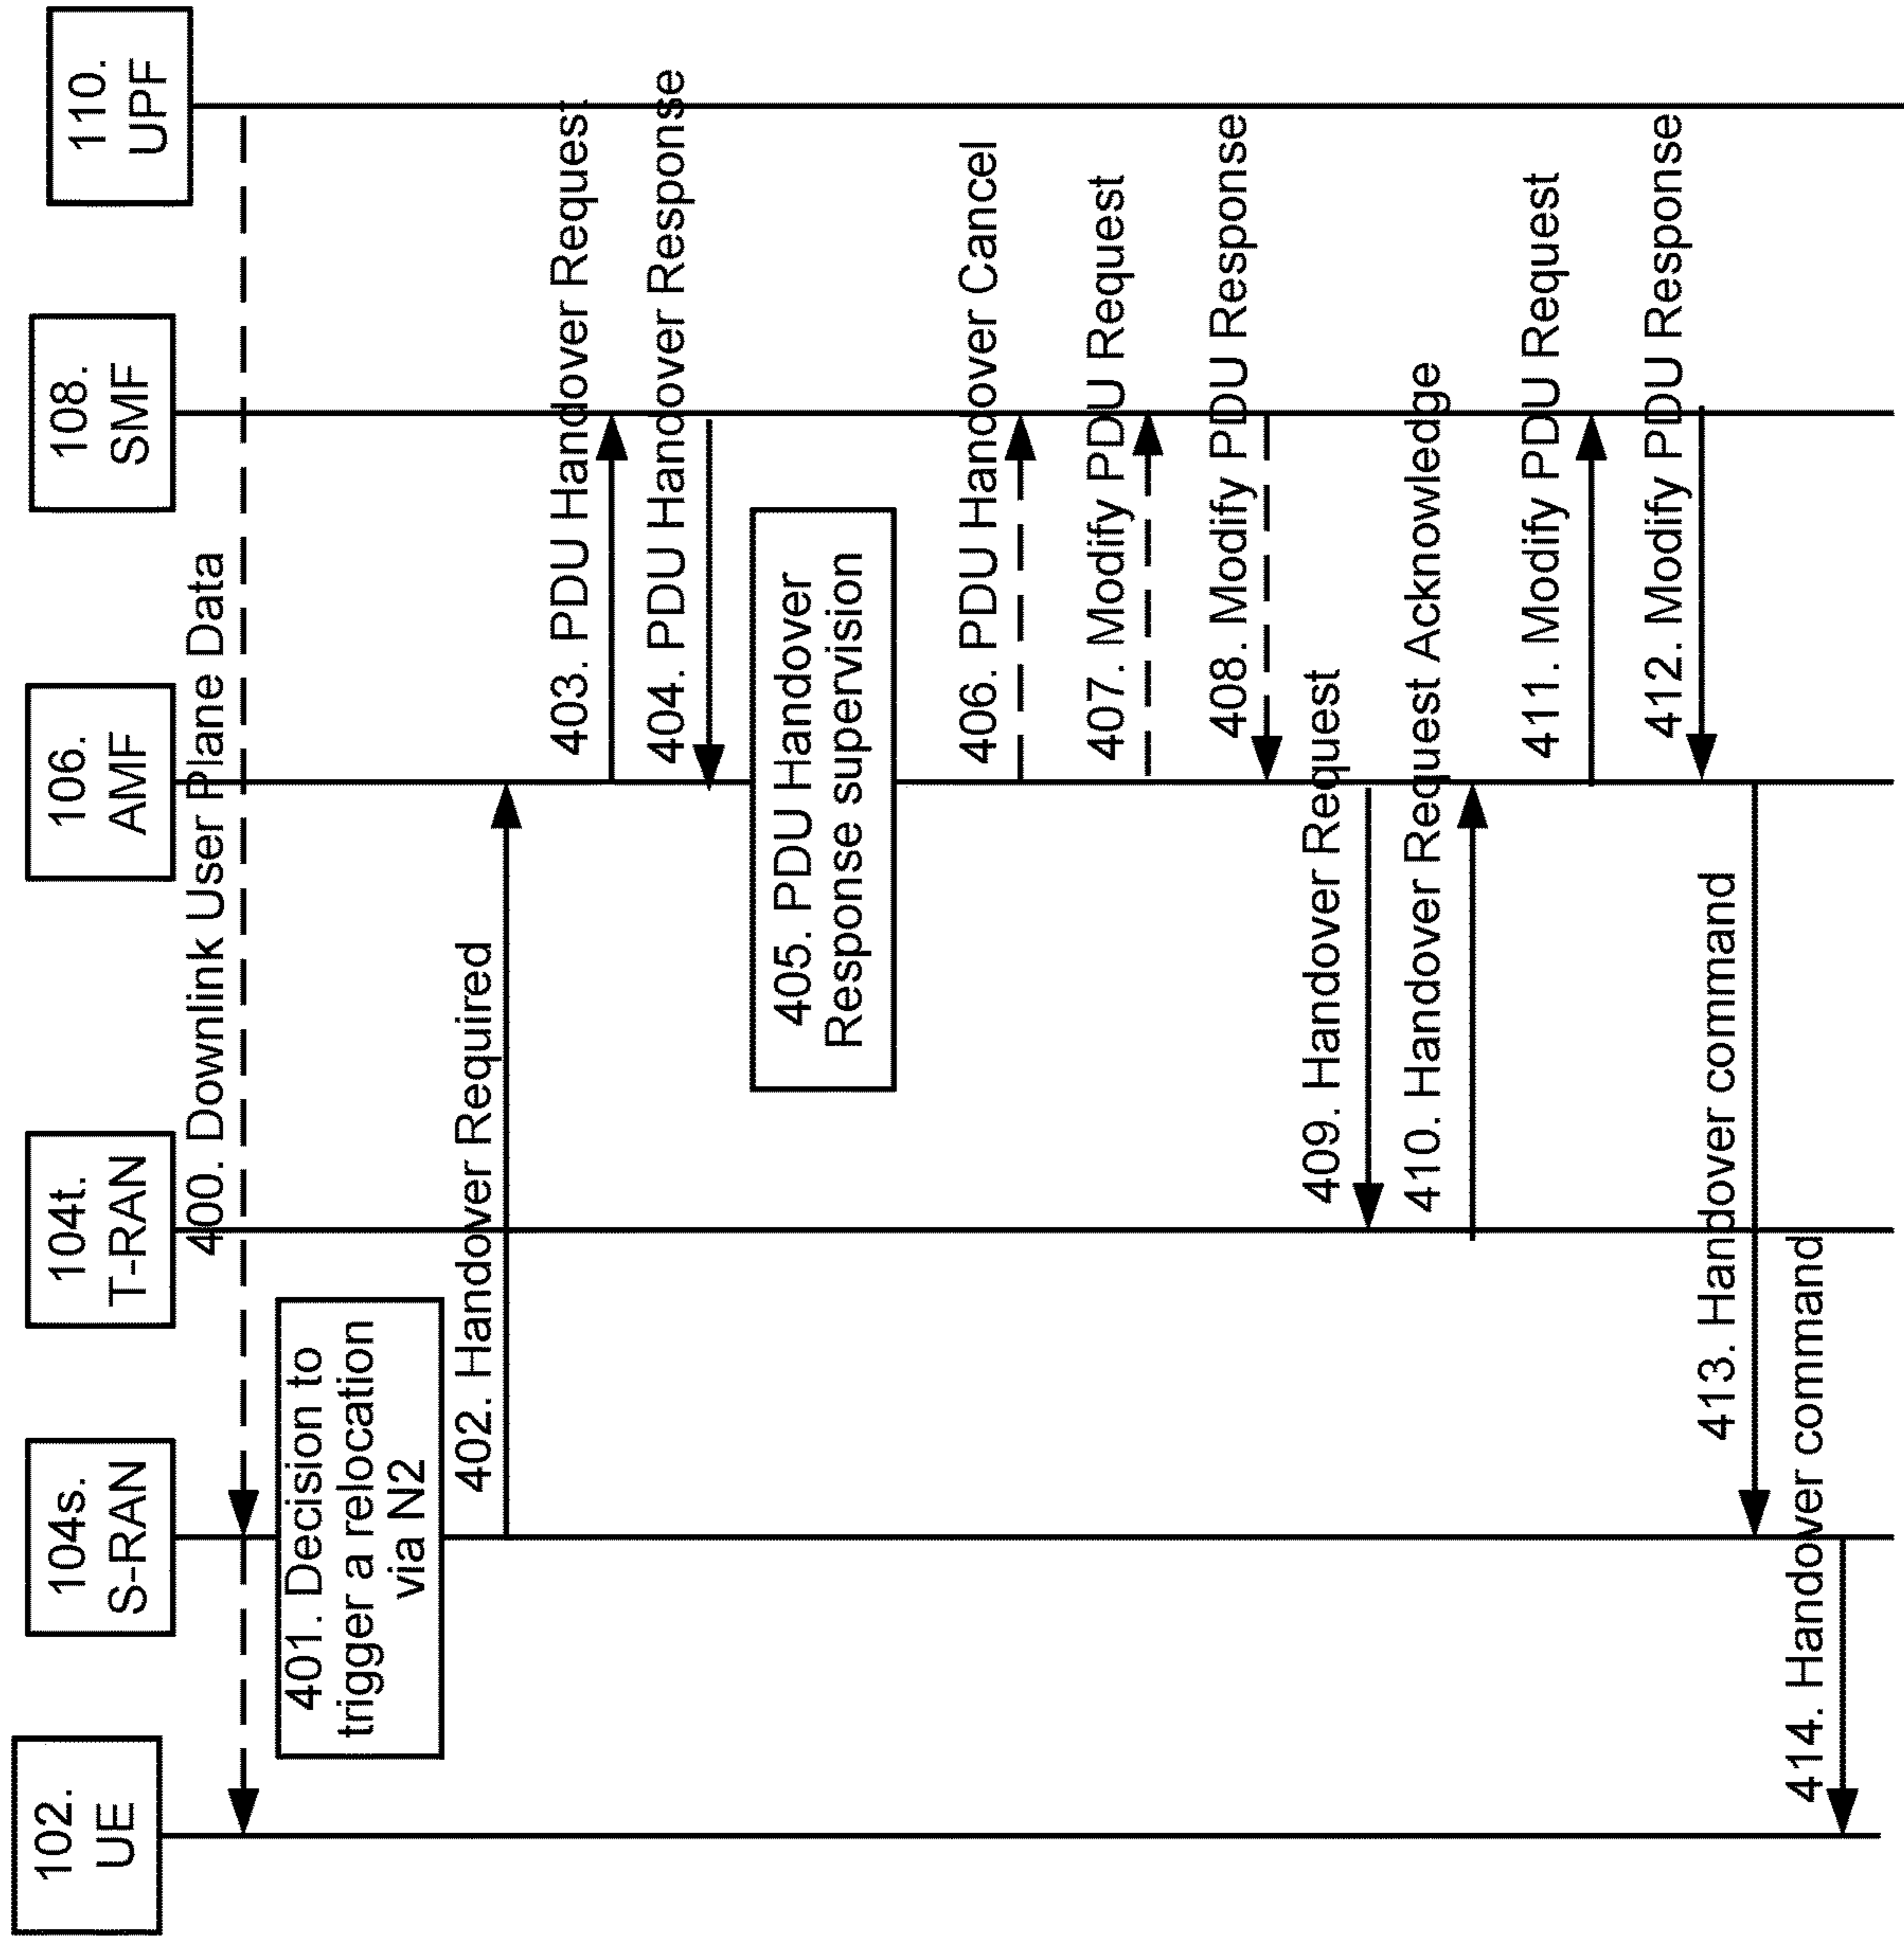 102.
UE
104s.
S-RAN
104t.
T-RAN
106.
AMF
108.
SMF
110.
UPF
400. Downlink User Plane Data
401. Decision to
trigger a relocation
via N2
402. Handover Required
403. PDU Handover Request
404. PDU Handover Response
405. PDU Handover
Response supervision
406. PDU Handover Cancel
407. Modify PDU Request
408. Modify PDU Response
409. Handover Request
410. Handover Request Acknowledge
411. Modify PDU Request
412. Modify PDU Response
413. Handover command
414. Handover command